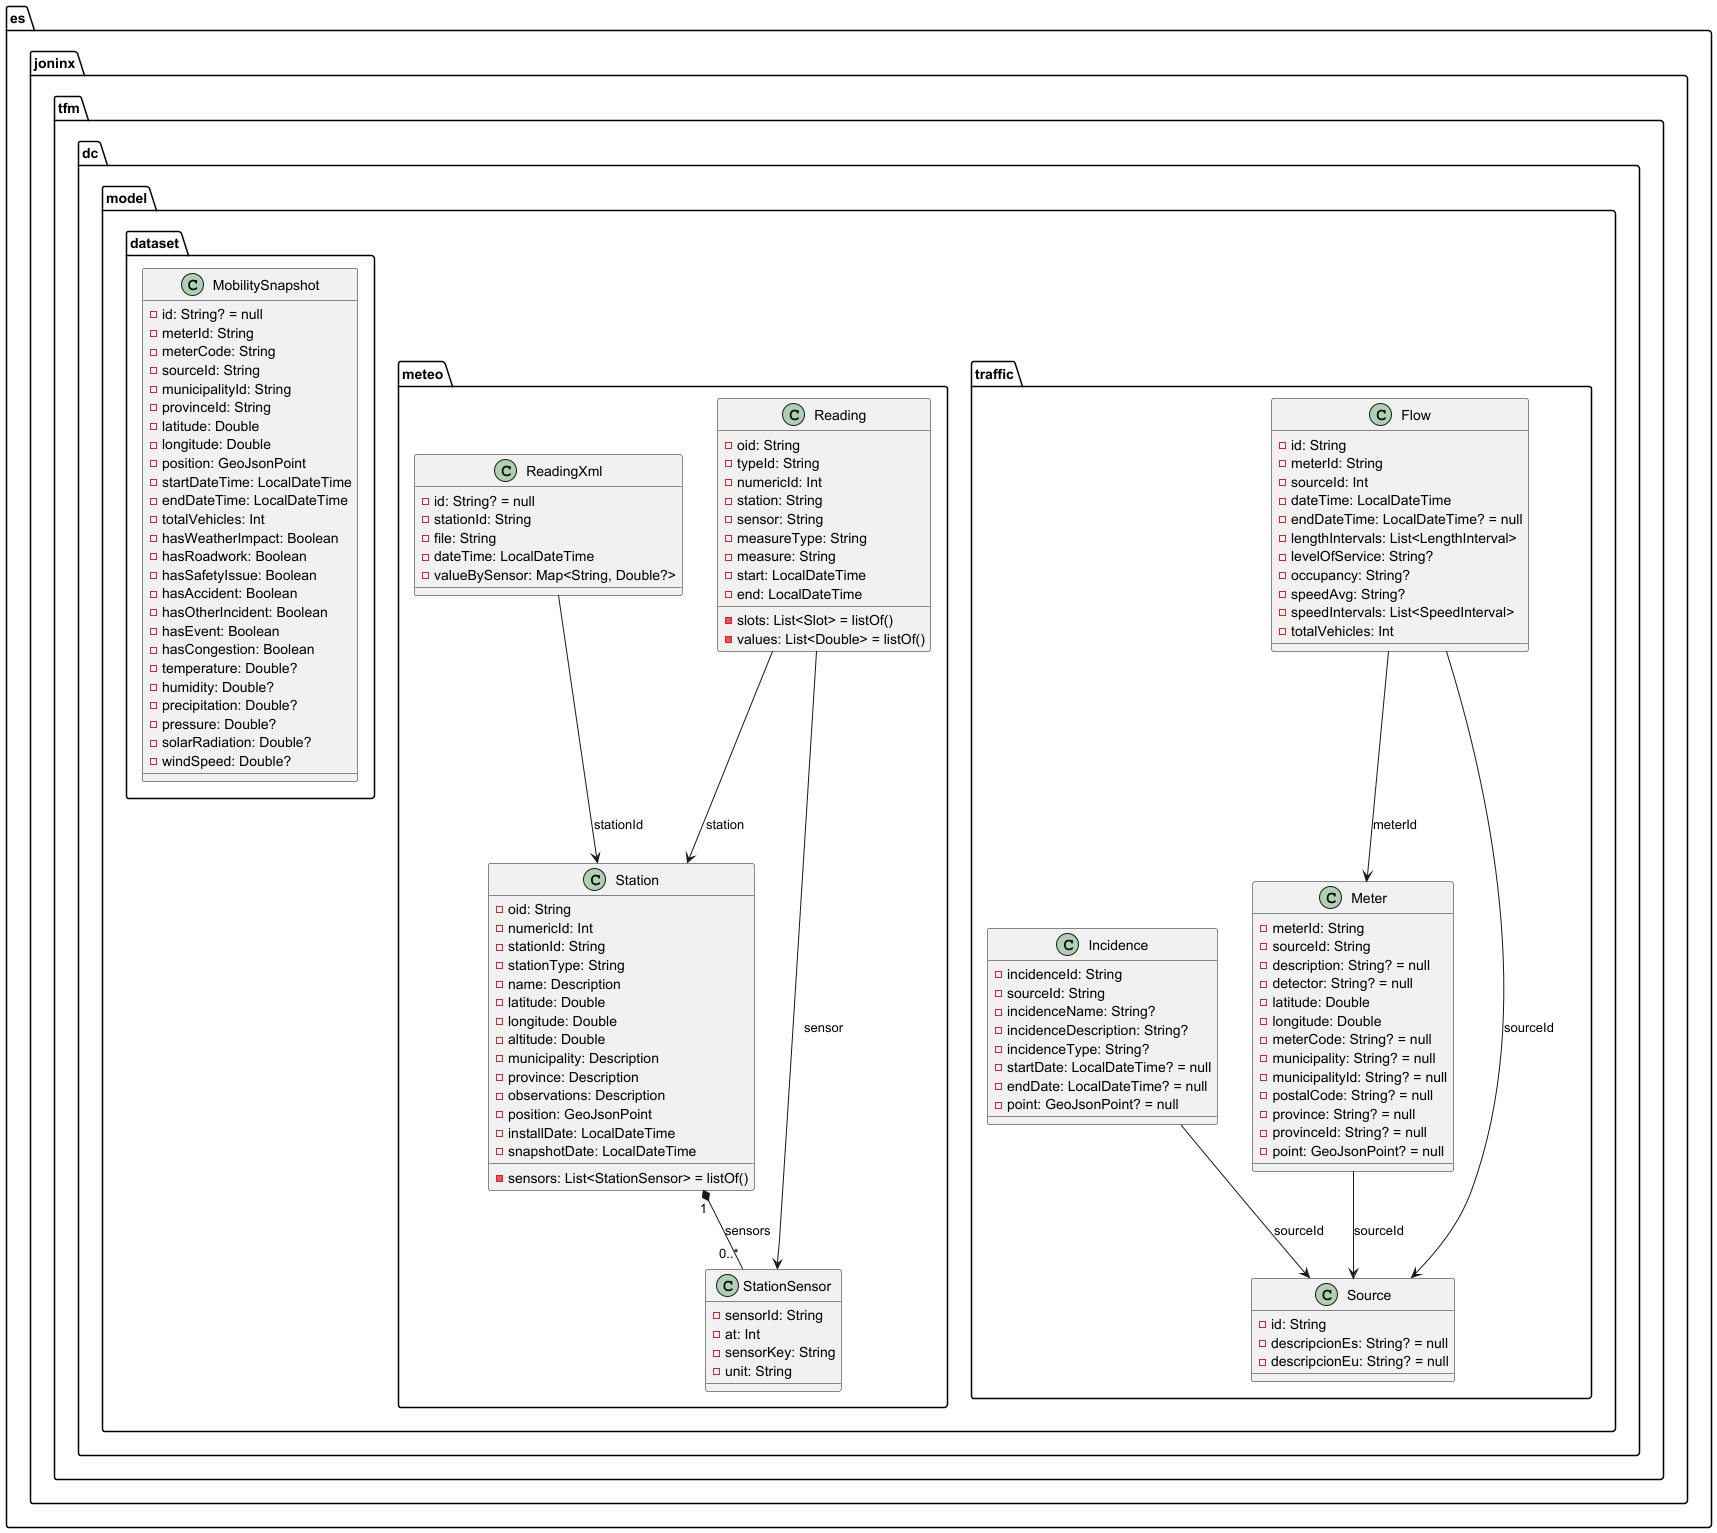 es
joninx
tfm
dc
model
dataset
MobilitySnapshot
id: String? = null
meterId: String
meterCode: String
sourceId: String
municipalityId: String
provinceId: String
latitude: Double
longitude: Double
position: GeoJsonPoint
startDateTime: LocalDateTime
endDateTime: LocalDateTime
totalVehicles: Int
hasWeatherImpact: Boolean
hasRoadwork: Boolean
hasSafetyIssue: Boolean
hasAccident: Boolean
hasOtherIncident: Boolean
hasEvent: Boolean
hasCongestion: Boolean
temperature: Double?
humidity: Double?
precipitation: Double?
pressure: Double?
solarRadiation: Double?
windSpeed: Double?
meteo
ReadingXml
id: String? = null
stationId: String
file: String
dateTime: LocalDateTime
valueBySensor: Map<String, Double?>
Reading
oid: String
typeId: String
numericId: Int
station: String
sensor: String
measureType: String
measure: String
start: LocalDateTime
end: LocalDateTime
slots: List<Slot> = listOf()
values: List<Double> = listOf()
stationId
station
sensor
Station
oid: String
numericId: Int
stationId: String
stationType: String
name: Description
latitude: Double
longitude: Double
altitude: Double
municipality: Description
province: Description
observations: Description
position: GeoJsonPoint
installDate: LocalDateTime
snapshotDate: LocalDateTime
sensors: List<StationSensor> = listOf()
1
sensors
0..*
StationSensor
sensorId: String
at: Int
sensorKey: String
unit: String
traffic
Flow
id: String
meterId: String
sourceId: Int
dateTime: LocalDateTime
endDateTime: LocalDateTime? = null
lengthIntervals: List<LengthInterval>
levelOfService: String?
occupancy: String?
speedAvg: String?
speedIntervals: List<SpeedInterval>
totalVehicles: Int
meterId
sourceId
Incidence
incidenceId: String
sourceId: String
incidenceName: String?
incidenceDescription: String?
incidenceType: String?
startDate: LocalDateTime? = null
endDate: LocalDateTime? = null
point: GeoJsonPoint? = null
Meter
meterId: String
sourceId: String
description: String? = null
detector: String? = null
latitude: Double
longitude: Double
meterCode: String? = null
municipality: String? = null
municipalityId: String? = null
postalCode: String? = null
province: String? = null
provinceId: String? = null
point: GeoJsonPoint? = null
sourceId
sourceId
Source
id: String
descripcionEs: String? = null
descripcionEu: String? = null